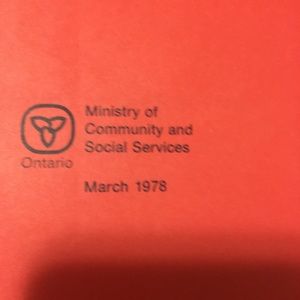 Ministry of
Community and
Social Services
Ontario
March 1978